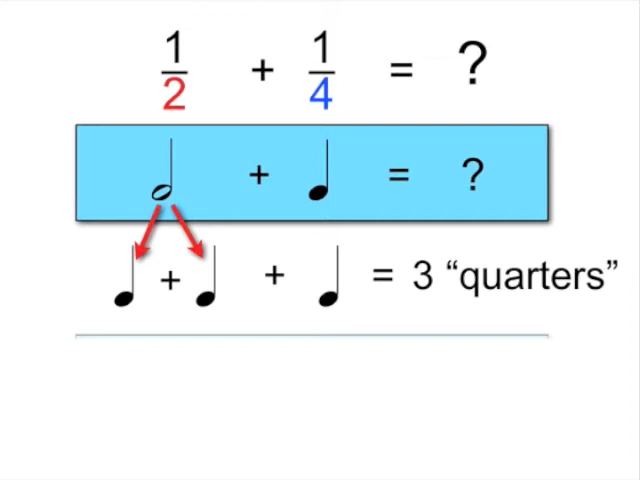 1/2 + 1/4 = ?
+ = ?
+ + = 3 “quarters”